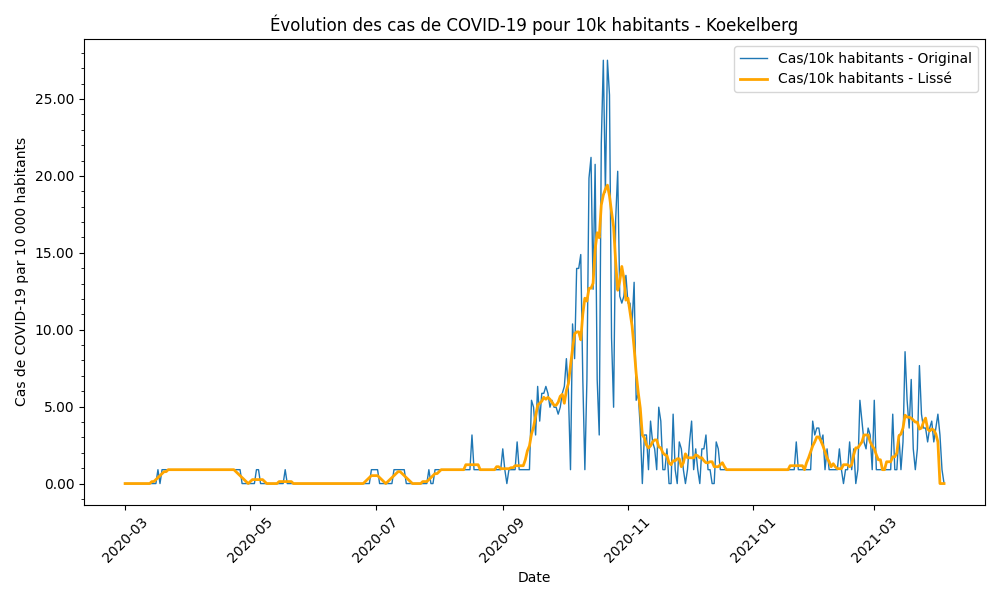 Évolution des cas de COVID-19 pour 10k habitants - Koekelberg
Cas/10k habitants - Original
Cas/10k habitants - Lissé
Cas de COVID-19 par 10 000 habitants
25.00
20.00
15.00
10.00
5.00
0.00
2020-03
2020-05
2020-07
2020-09
2020-11
2021-01
2021-03
Date